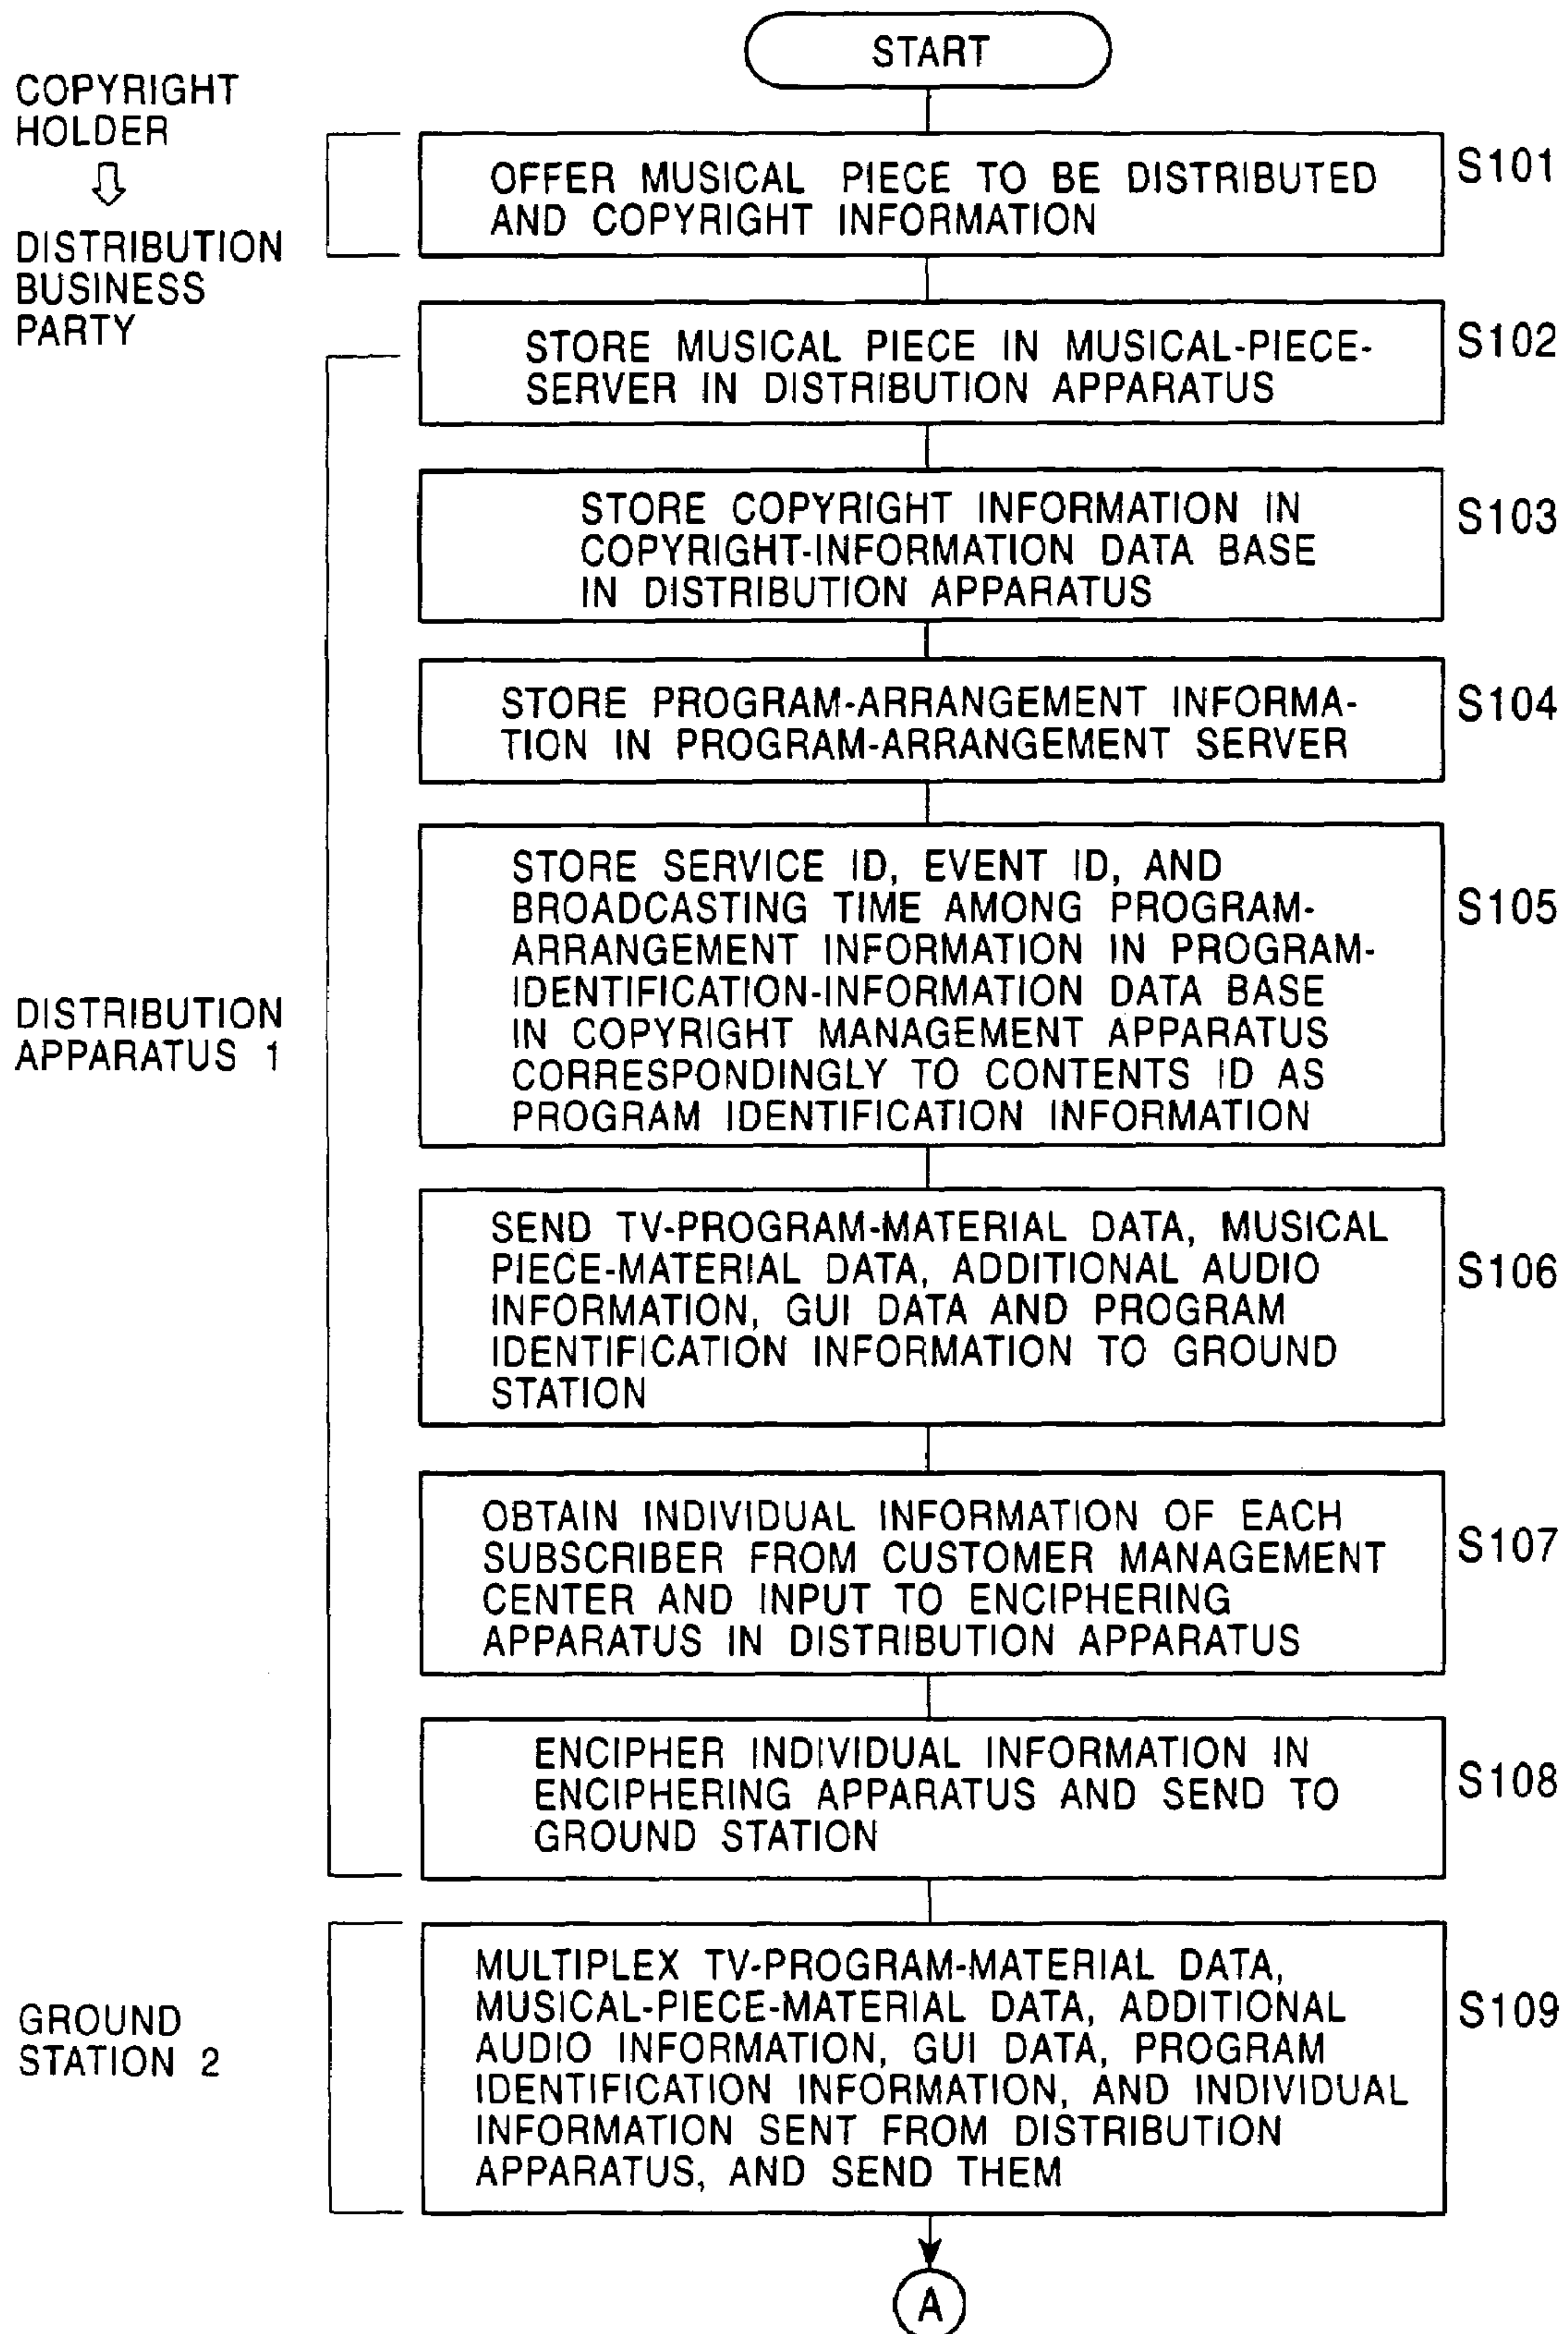 START
COPYRIGHT
HOLDER
⇩
DISTRIBUTION
BUSINESS
PARTY
OFFER MUSICAL PIECE TO BE DISTRIBUTED
AND COPYRIGHT INFORMATION
S101
STORE MUSICAL PIECE IN MUSICAL-PIECE-
SERVER IN DISTRIBUTION APPARATUS
S102
STORE COPYRIGHT INFORMATION IN
COPYRIGHT-INFORMATION DATA BASE
IN DISTRIBUTION APPARATUS
S103
STORE PROGRAM-ARRANGEMENT INFORMA-
TION IN PROGRAM-ARRANGEMENT SERVER
S104
DISTRIBUTION
APPARATUS 1
STORE SERVICE ID, EVENT ID, AND
BROADCASTING TIME AMONG PROGRAM-
ARRANGEMENT INFORMATION IN PROGRAM-
IDENTIFICATION-INFORMATION DATA BASE
IN COPYRIGHT MANAGEMENT APPARATUS
CORRESPONDINGLY TO CONTENTS ID AS
PROGRAM IDENTIFICATION INFORMATION
S105
SEND TV-PROGRAM-MATERIAL DATA, MUSICAL
PIECE-MATERIAL DATA, ADDITIONAL AUDIO
INFORMATION, GUI DATA AND PROGRAM
IDENTIFICATION INFORMATION TO GROUND
STATION
S106
OBTAIN INDIVIDUAL INFORMATION OF EACH
SUBSCRIBER FROM CUSTOMER MANAGEMENT
CENTER AND INPUT TO ENCIPHERING
APPARATUS IN DISTRIBUTION APPARATUS
S107
ENCIPHER INDIVIDUAL INFORMATION IN
ENCIPHERING APPARATUS AND SEND TO
GROUND STATION
S108
GROUND
STATION 2
MULTIPLEX TV-PROGRAM-MATERIAL DATA,
MUSICAL-PIECE-MATERIAL DATA, ADDITIONAL
AUDIO INFORMATION, GUI DATA, PROGRAM
IDENTIFICATION INFORMATION, AND INDIVIDUAL
INFORMATION SENT FROM DISTRIBUTION
APPARATUS, AND SEND THEM
S109
A